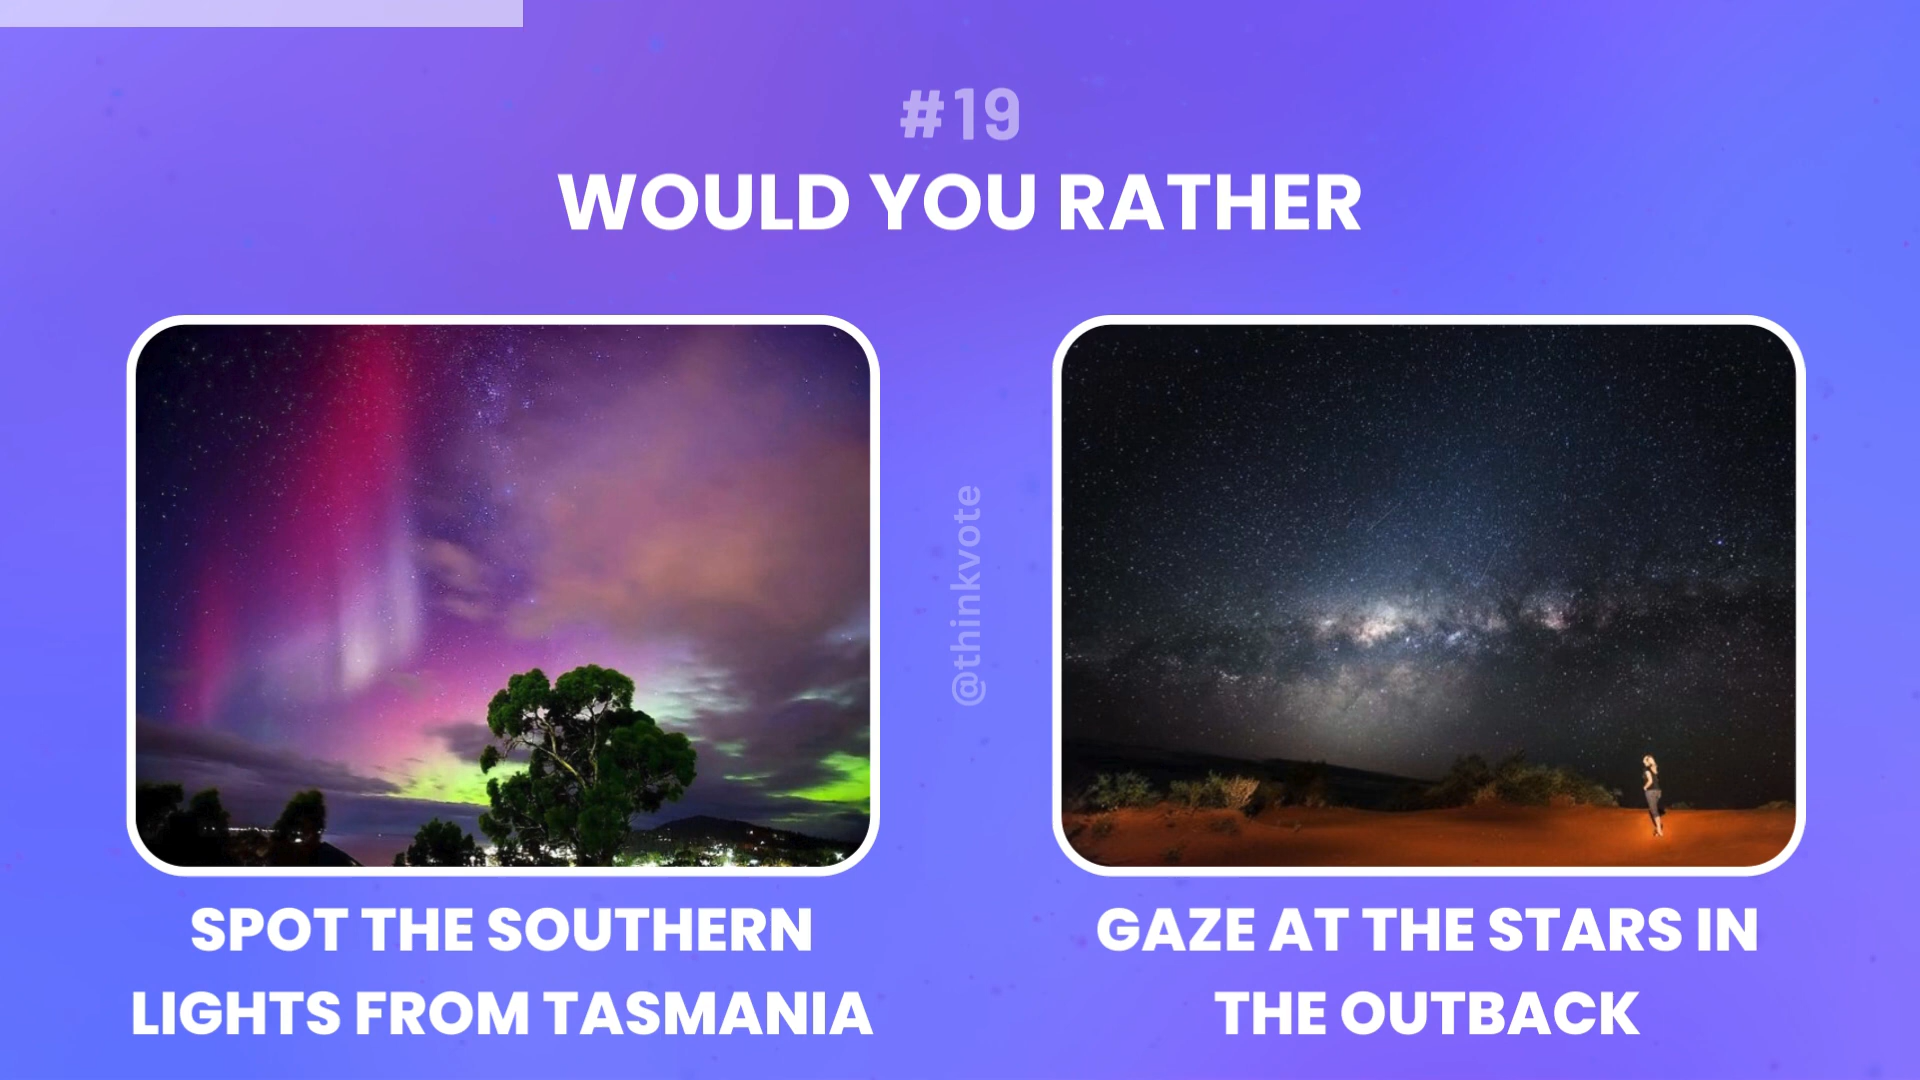 #19
WOULD YOU RATHER
@thinkvote
SPOT THE SOUTHERN
LIGHTS FROM TASMANIA
GAZE AT THE STARS IN
THE OUTBACK